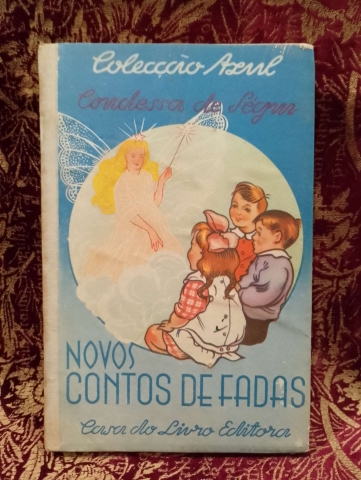 Colecção Azul
Condessa de Ségur
NOVOS
CONTOS DE FADAS
Casa do Livro Editora